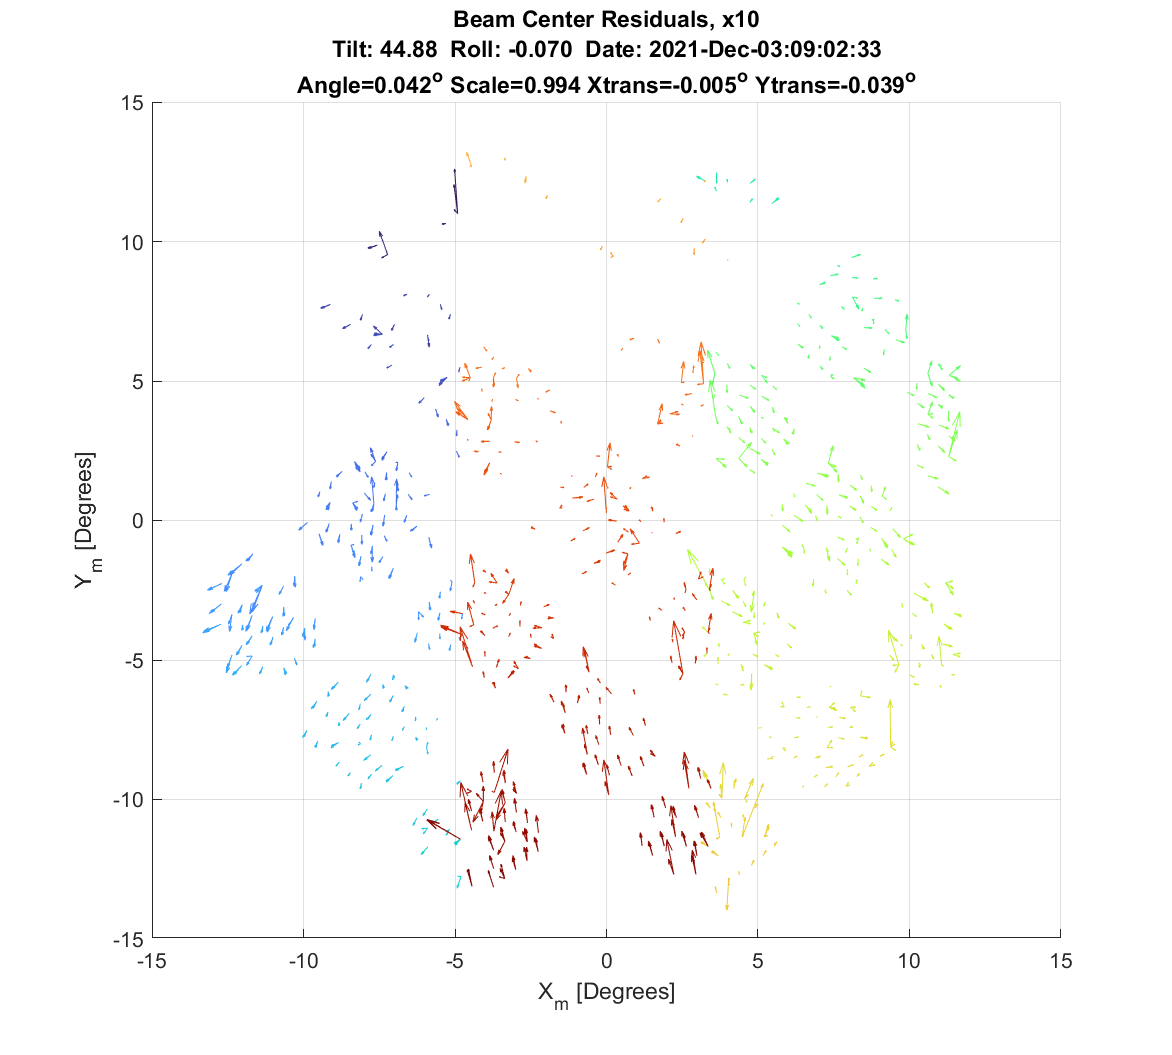 Beam Center Residuals, x10
Tilt: 44.88 Roll: -0.070 Date: 2021-Dec-03:09:02:33
Angle=0.042° Scale=0.994 Xtrans=-0.005° Ytrans=-0.039°
15
10
5
0
-5
-10
-15
Y_m [Degrees]
-15 -10 -5 0 5 10 15
X_m [Degrees]